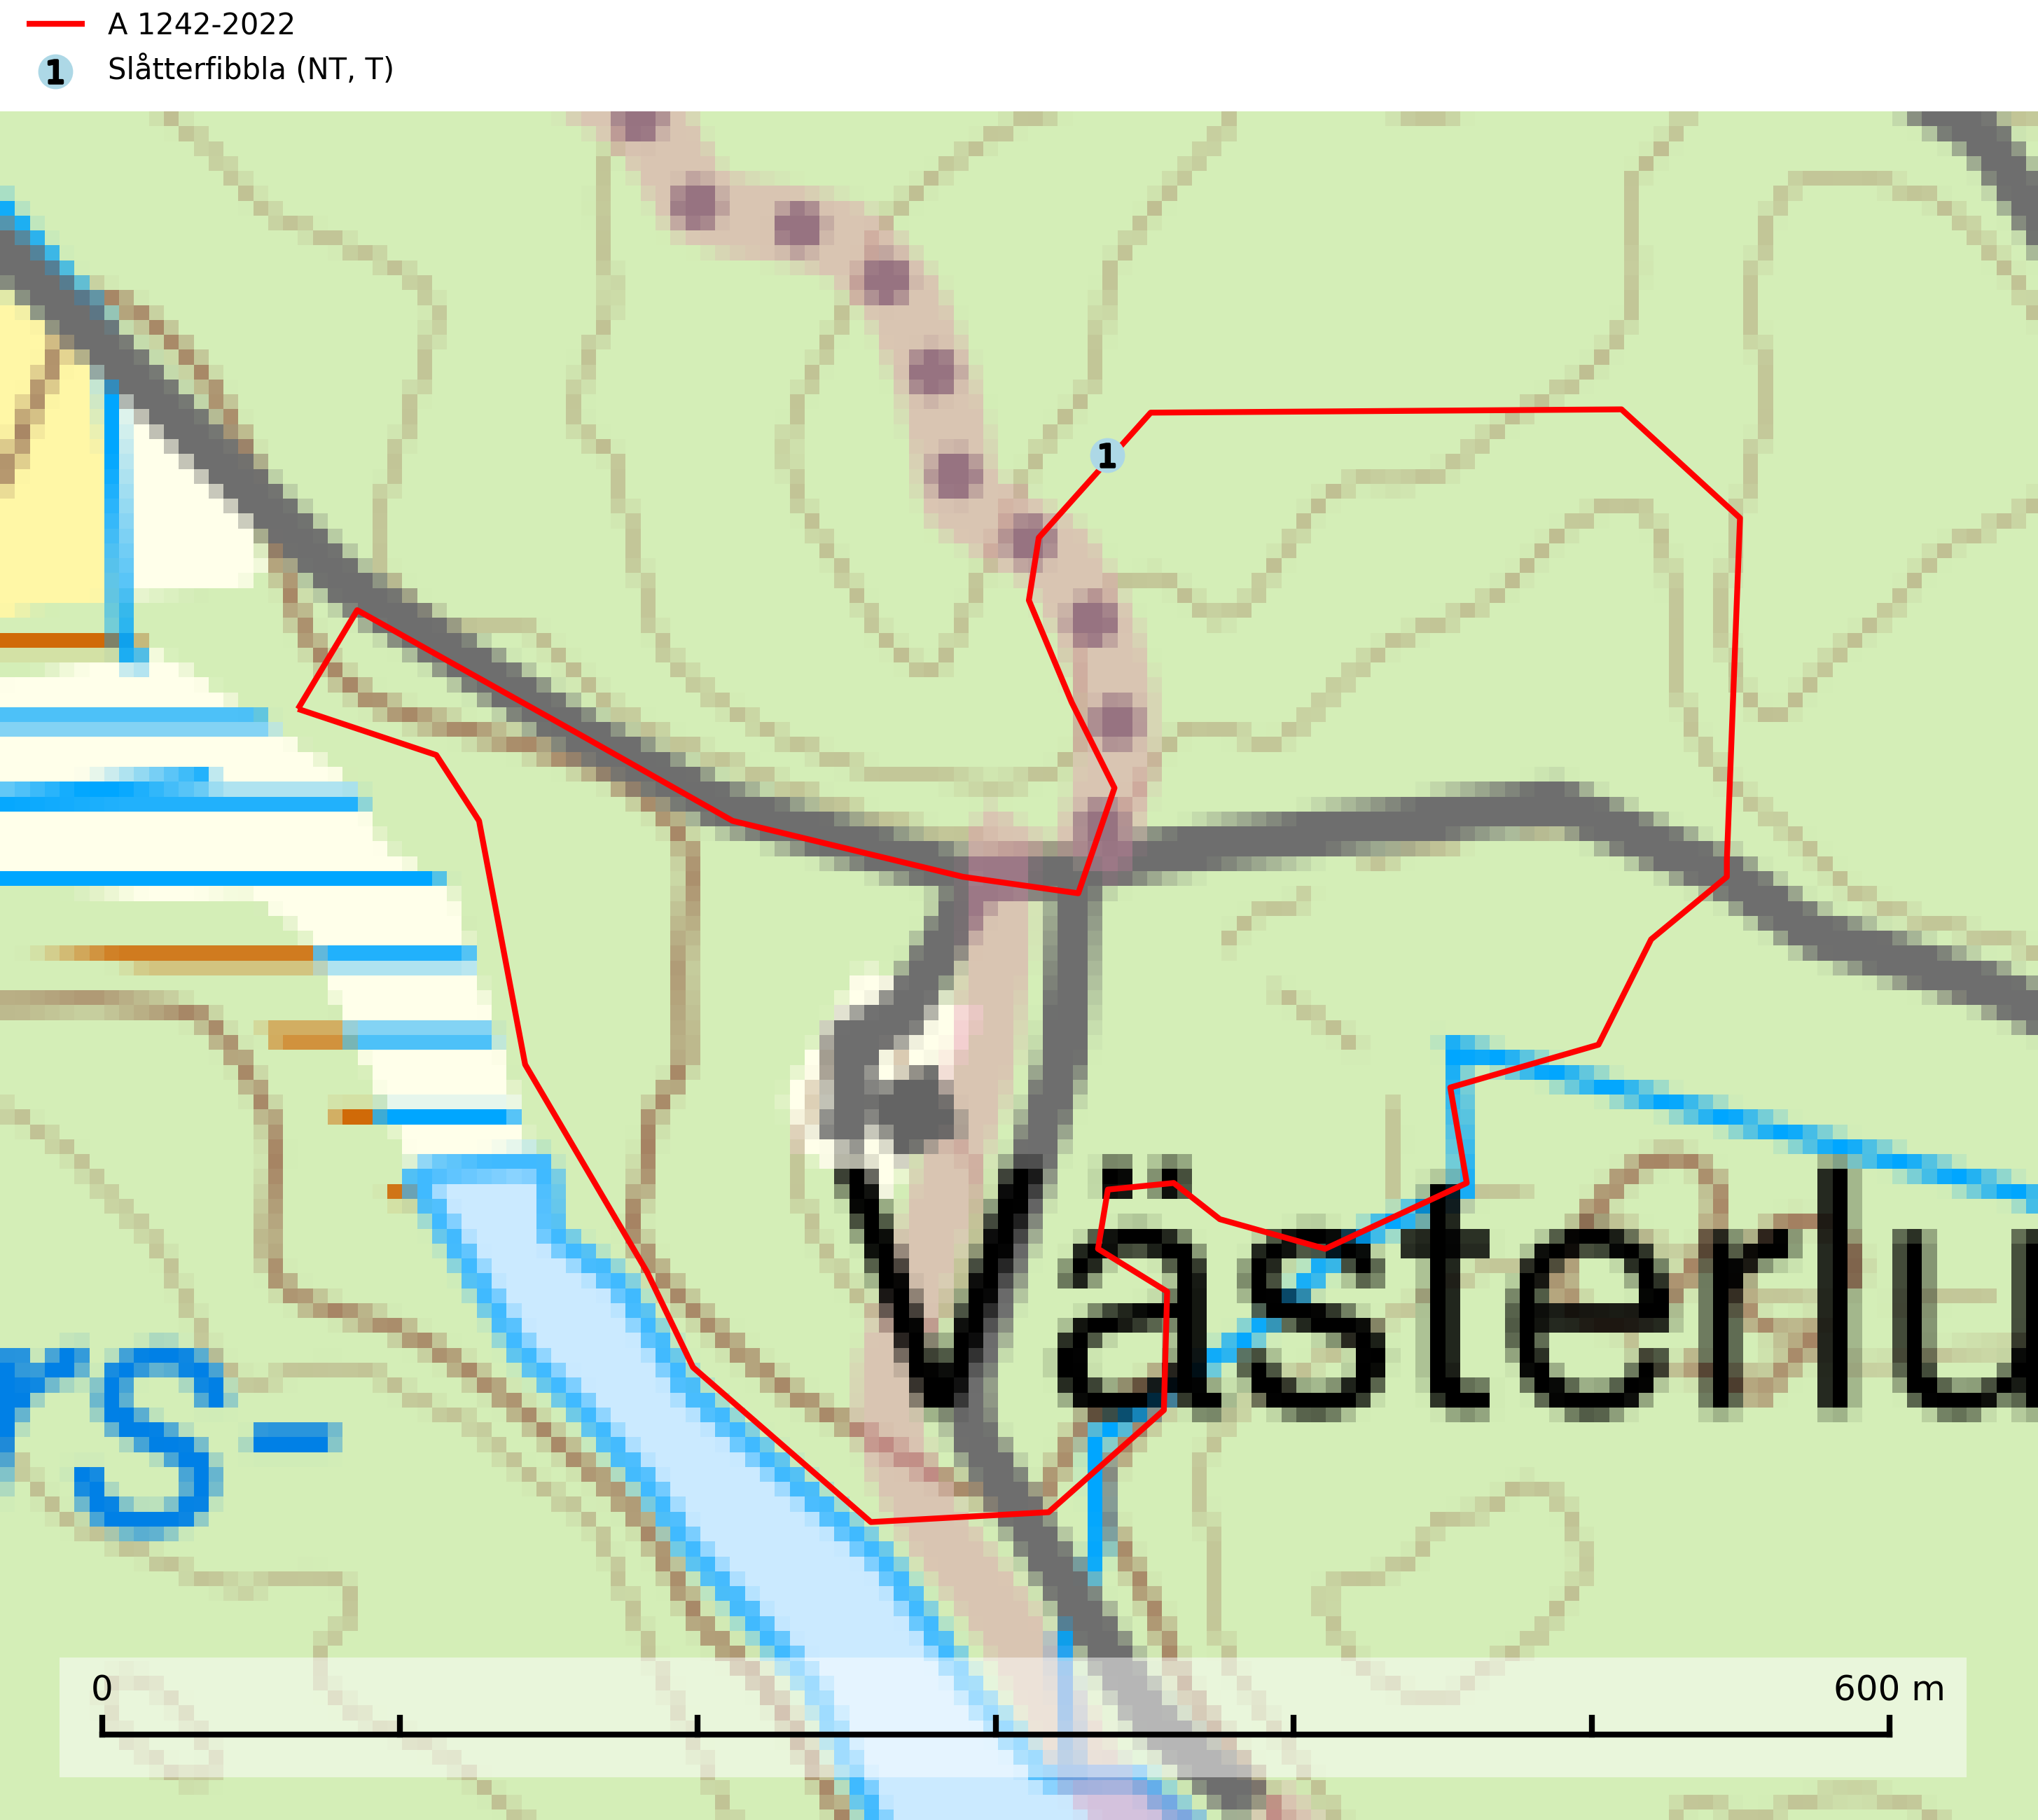 A 1242-2022
1 Slåtterfibbla (NT, T)
1
Västerlu
rs-
0 600 m